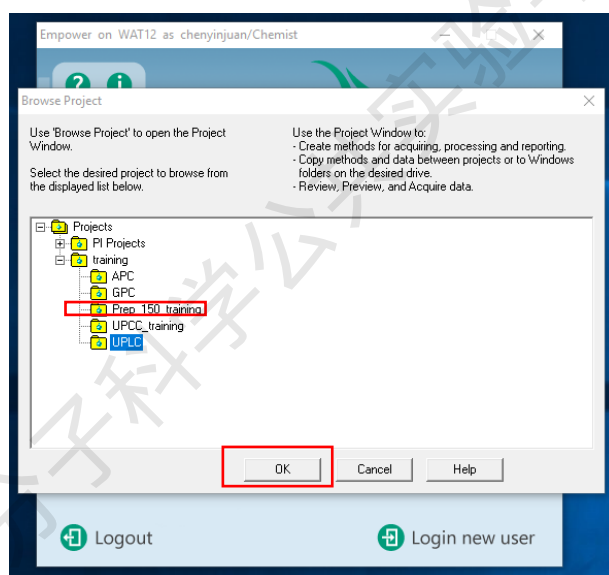 Empower on WAT12 as chenyinjuan/Chemist
Browse Project
Use 'Browse Project' to open the Project
Window.
Select the desired project to browse from
the displayed list below.
Use the Project Window to:
- Create methods for acquiring, processing and reporting.
- Copy methods and data between projects or to Windows
folders on the desired drive.
- Review, Preview, and Acquire data.
Projects
PI Projects
training
APC
GPC
Prep_150_training
UPCC_training
UPLC
OK
Cancel
Help
Logout
Login new user